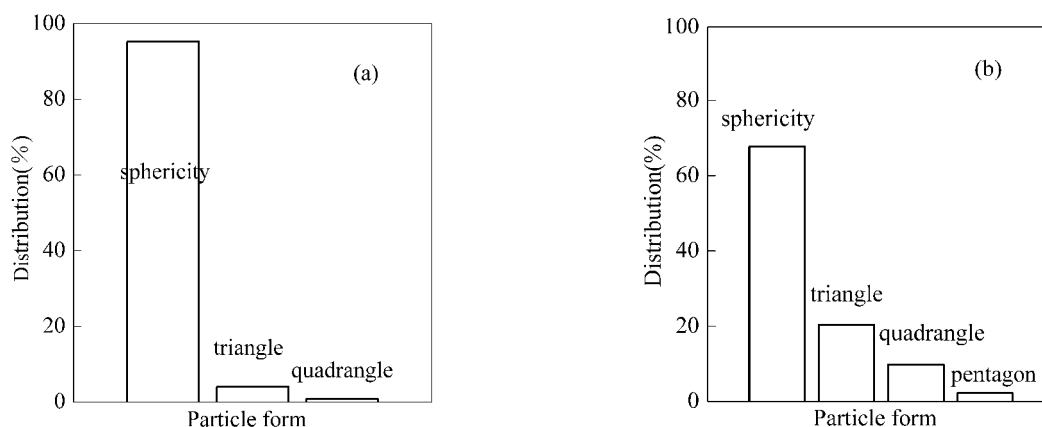 100
80
60
40
20
0
Distribution(%)
(a)
sphericity
triangle
quadrangle
Particle form
100
80
60
40
20
0
Distribution(%)
(b)
sphericity
triangle
quadrangle
pentagon
Particle form